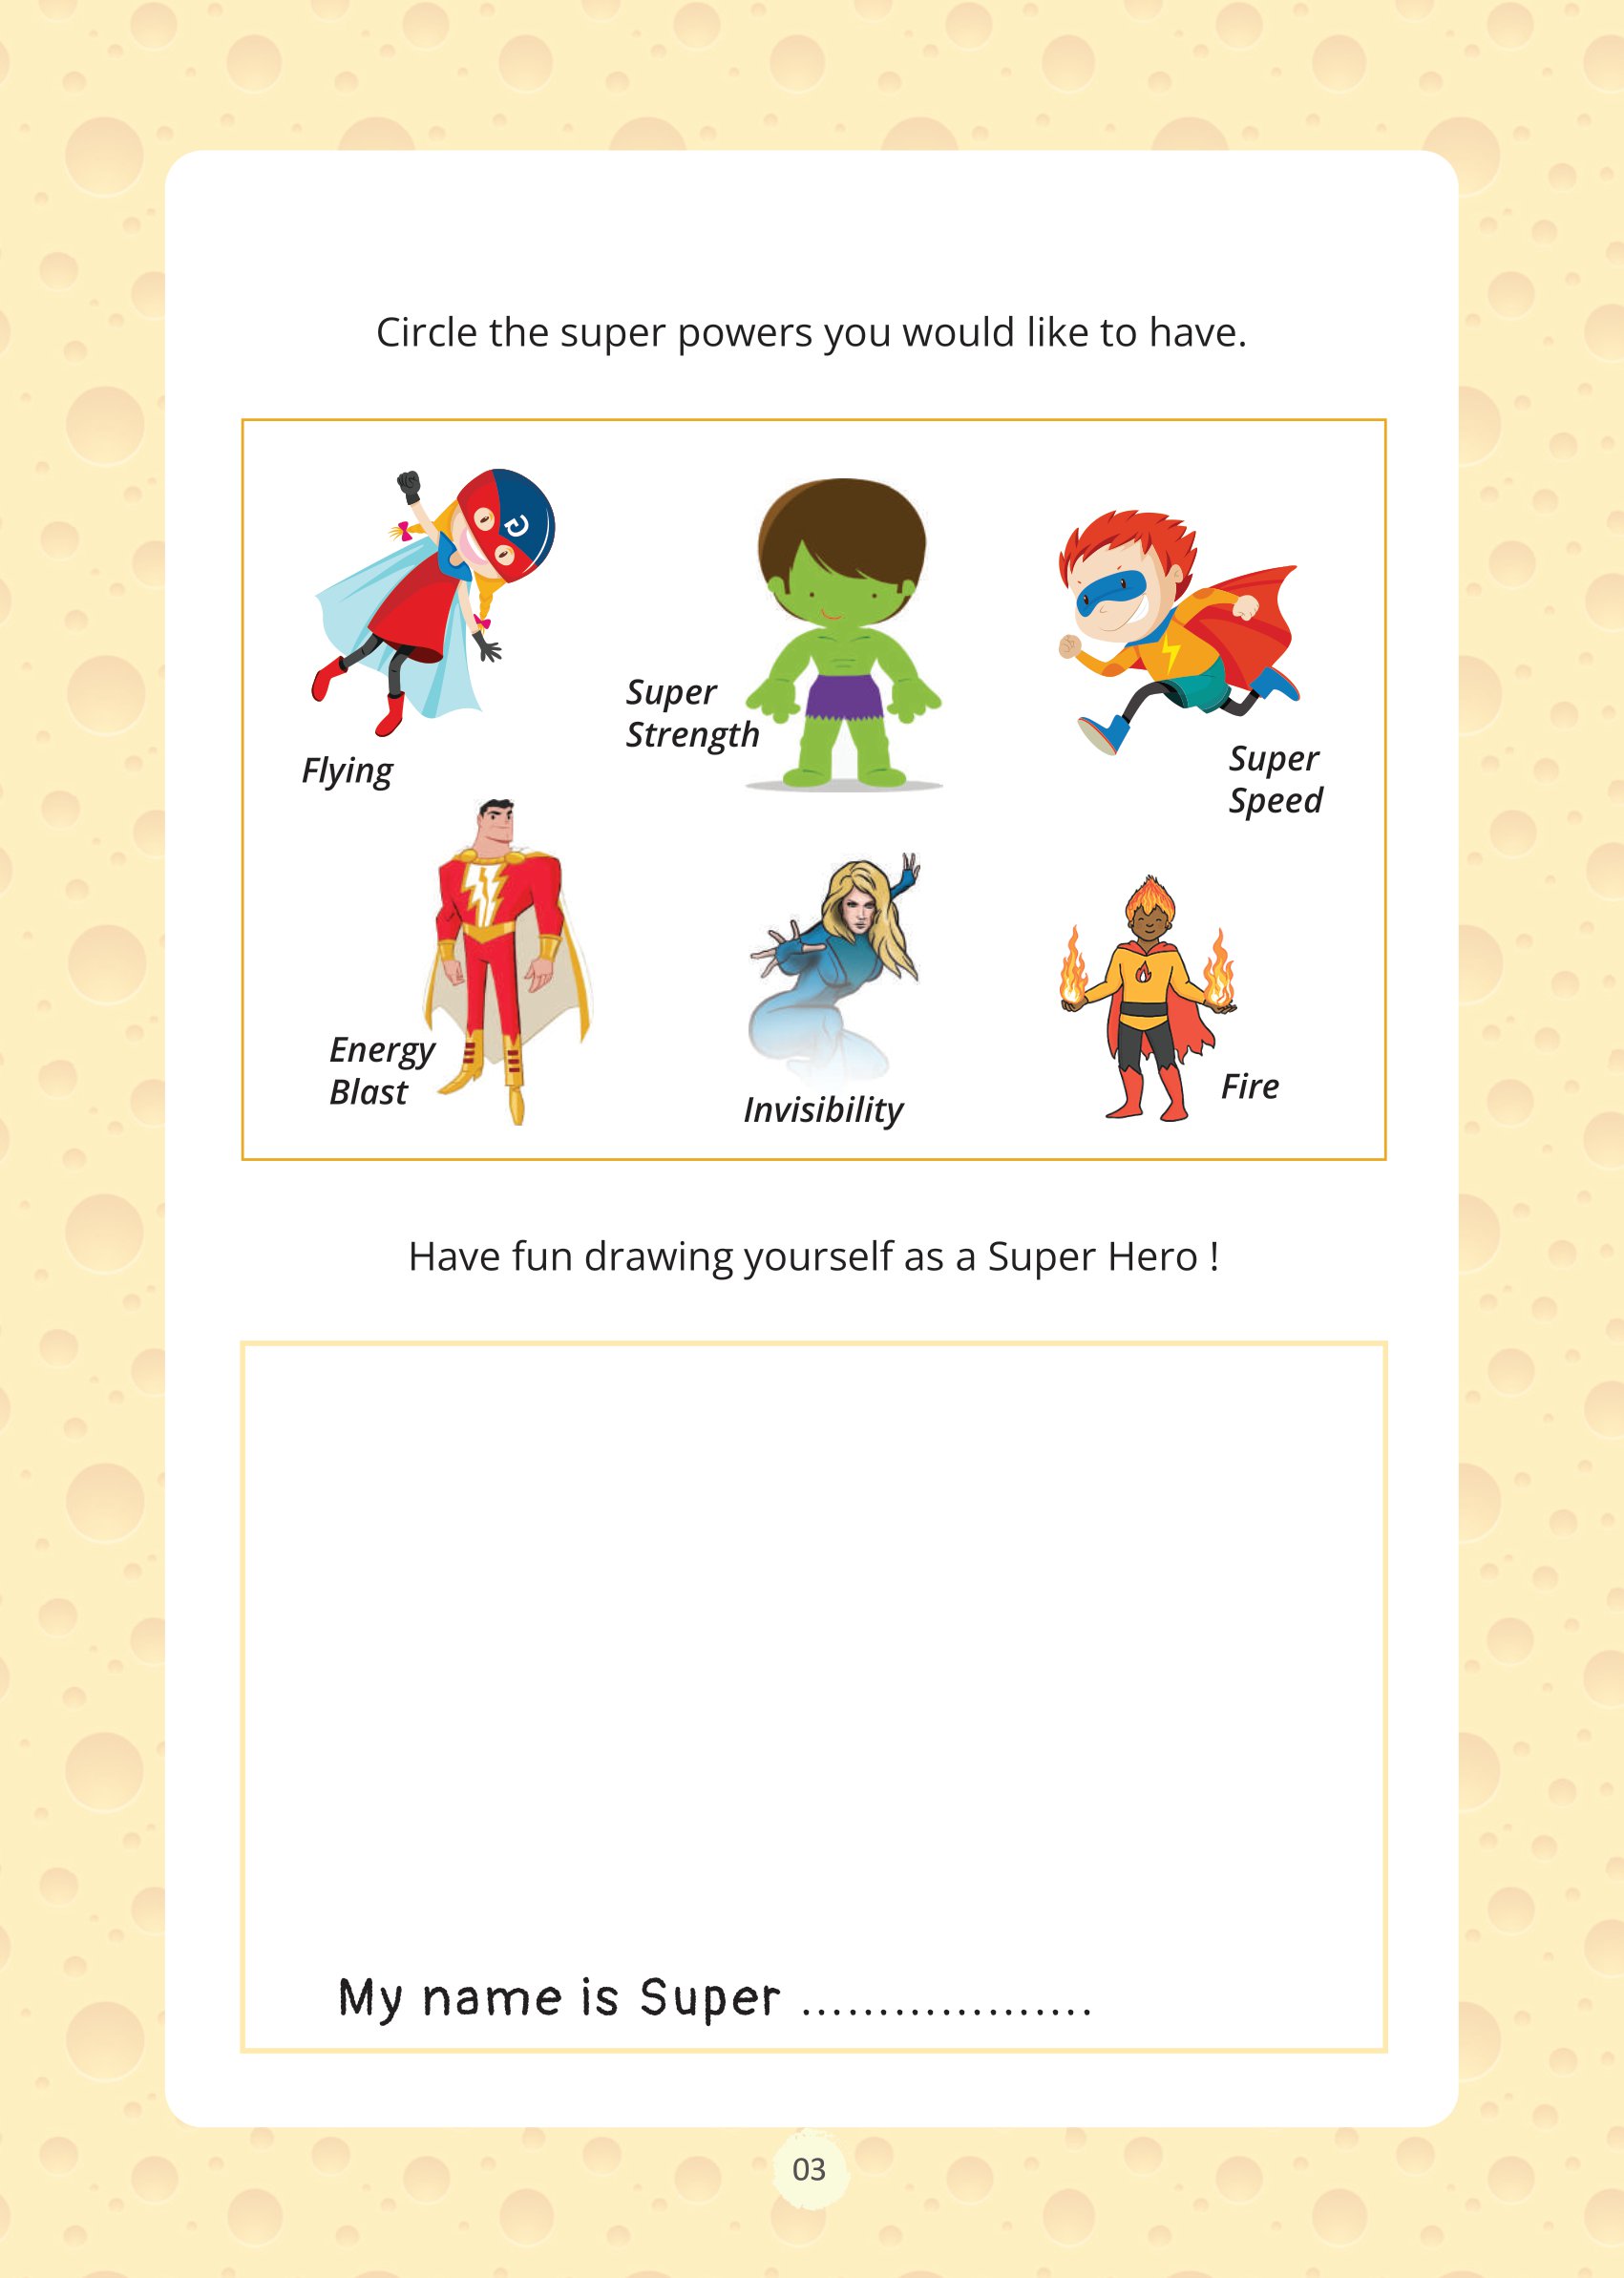 Circle the super powers you would like to have.
Flying
Super
Strength
Super
Speed
Energy
Blast
Invisibility
Fire
Have fun drawing yourself as a Super Hero !
My name is Super ...................
03